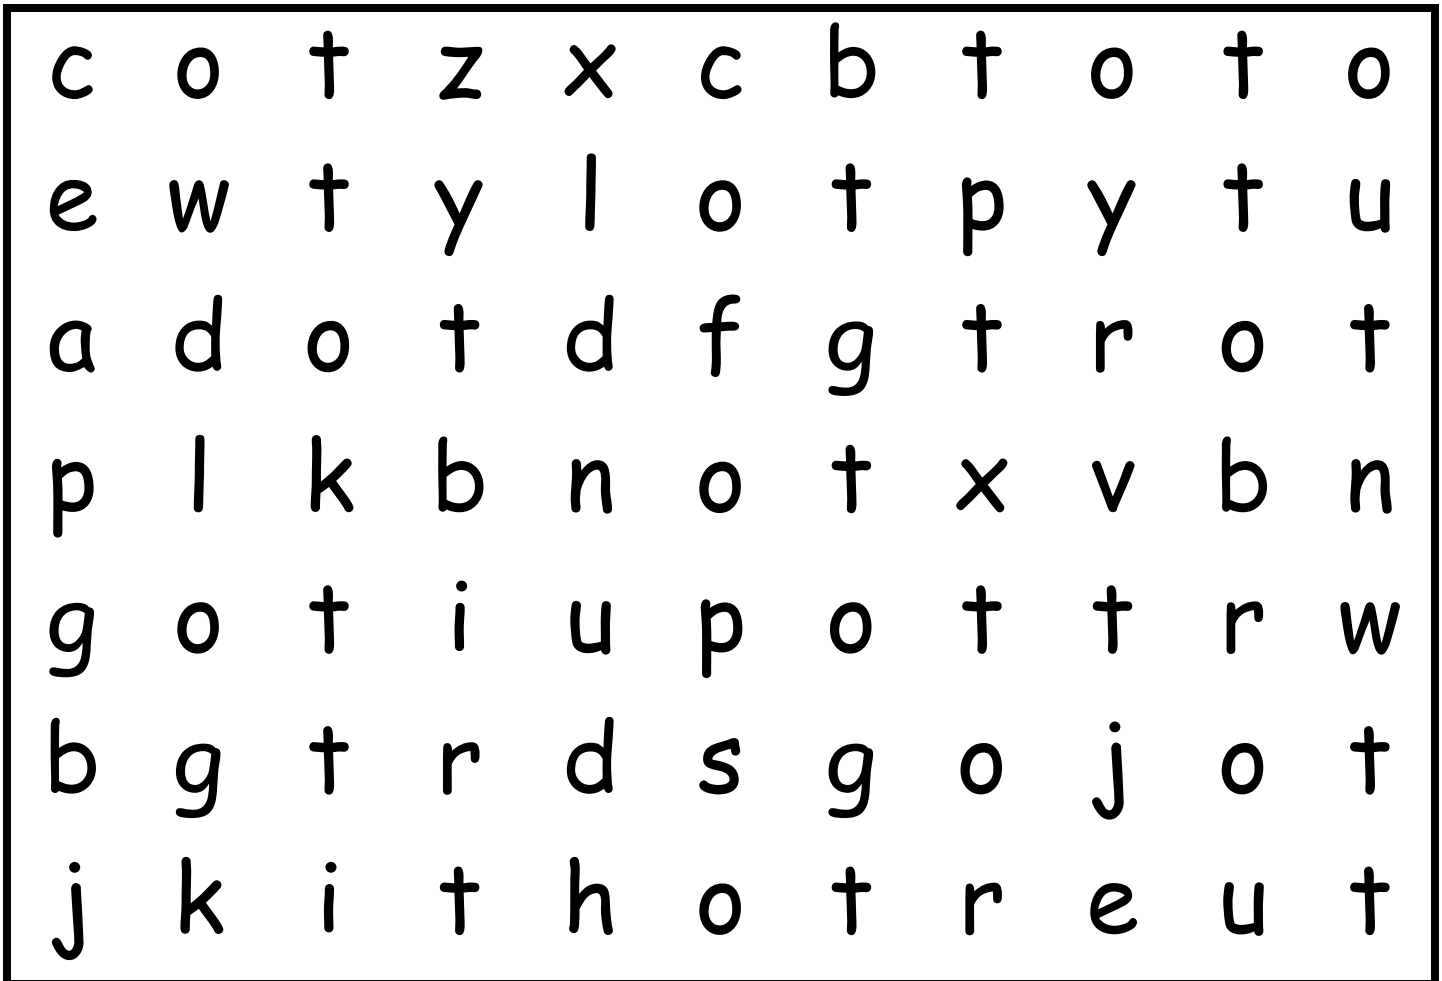 c o t z x c b t o t o
e w t y l o t p y t u
a d o t d f g t r o t
p l k b n o t x v b n
g o t i u p o t t r w
b g t r d s g o j o t
j k i t h o t r e u t